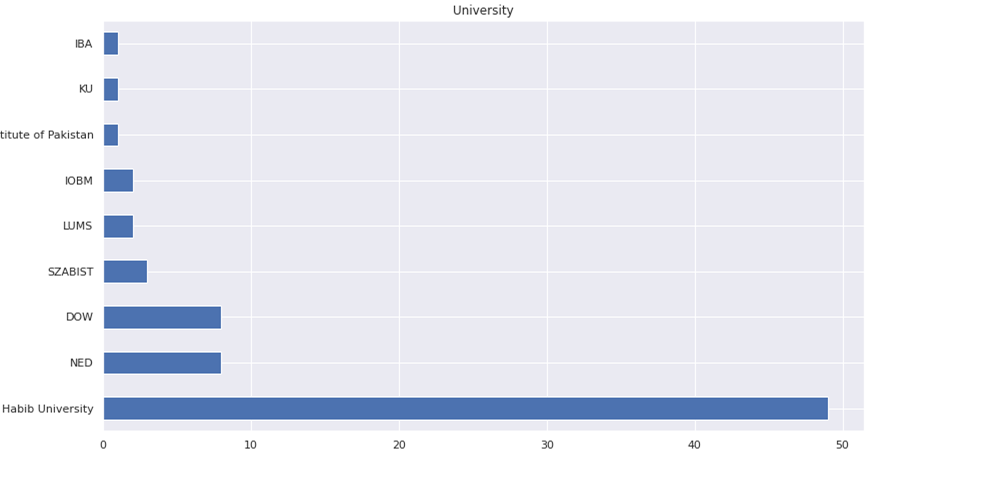 University
IBA
KU
titute of Pakistan
IOBM
LUMS
SZABIST
DOW
NED
Habib University
0 10 20 30 40 50